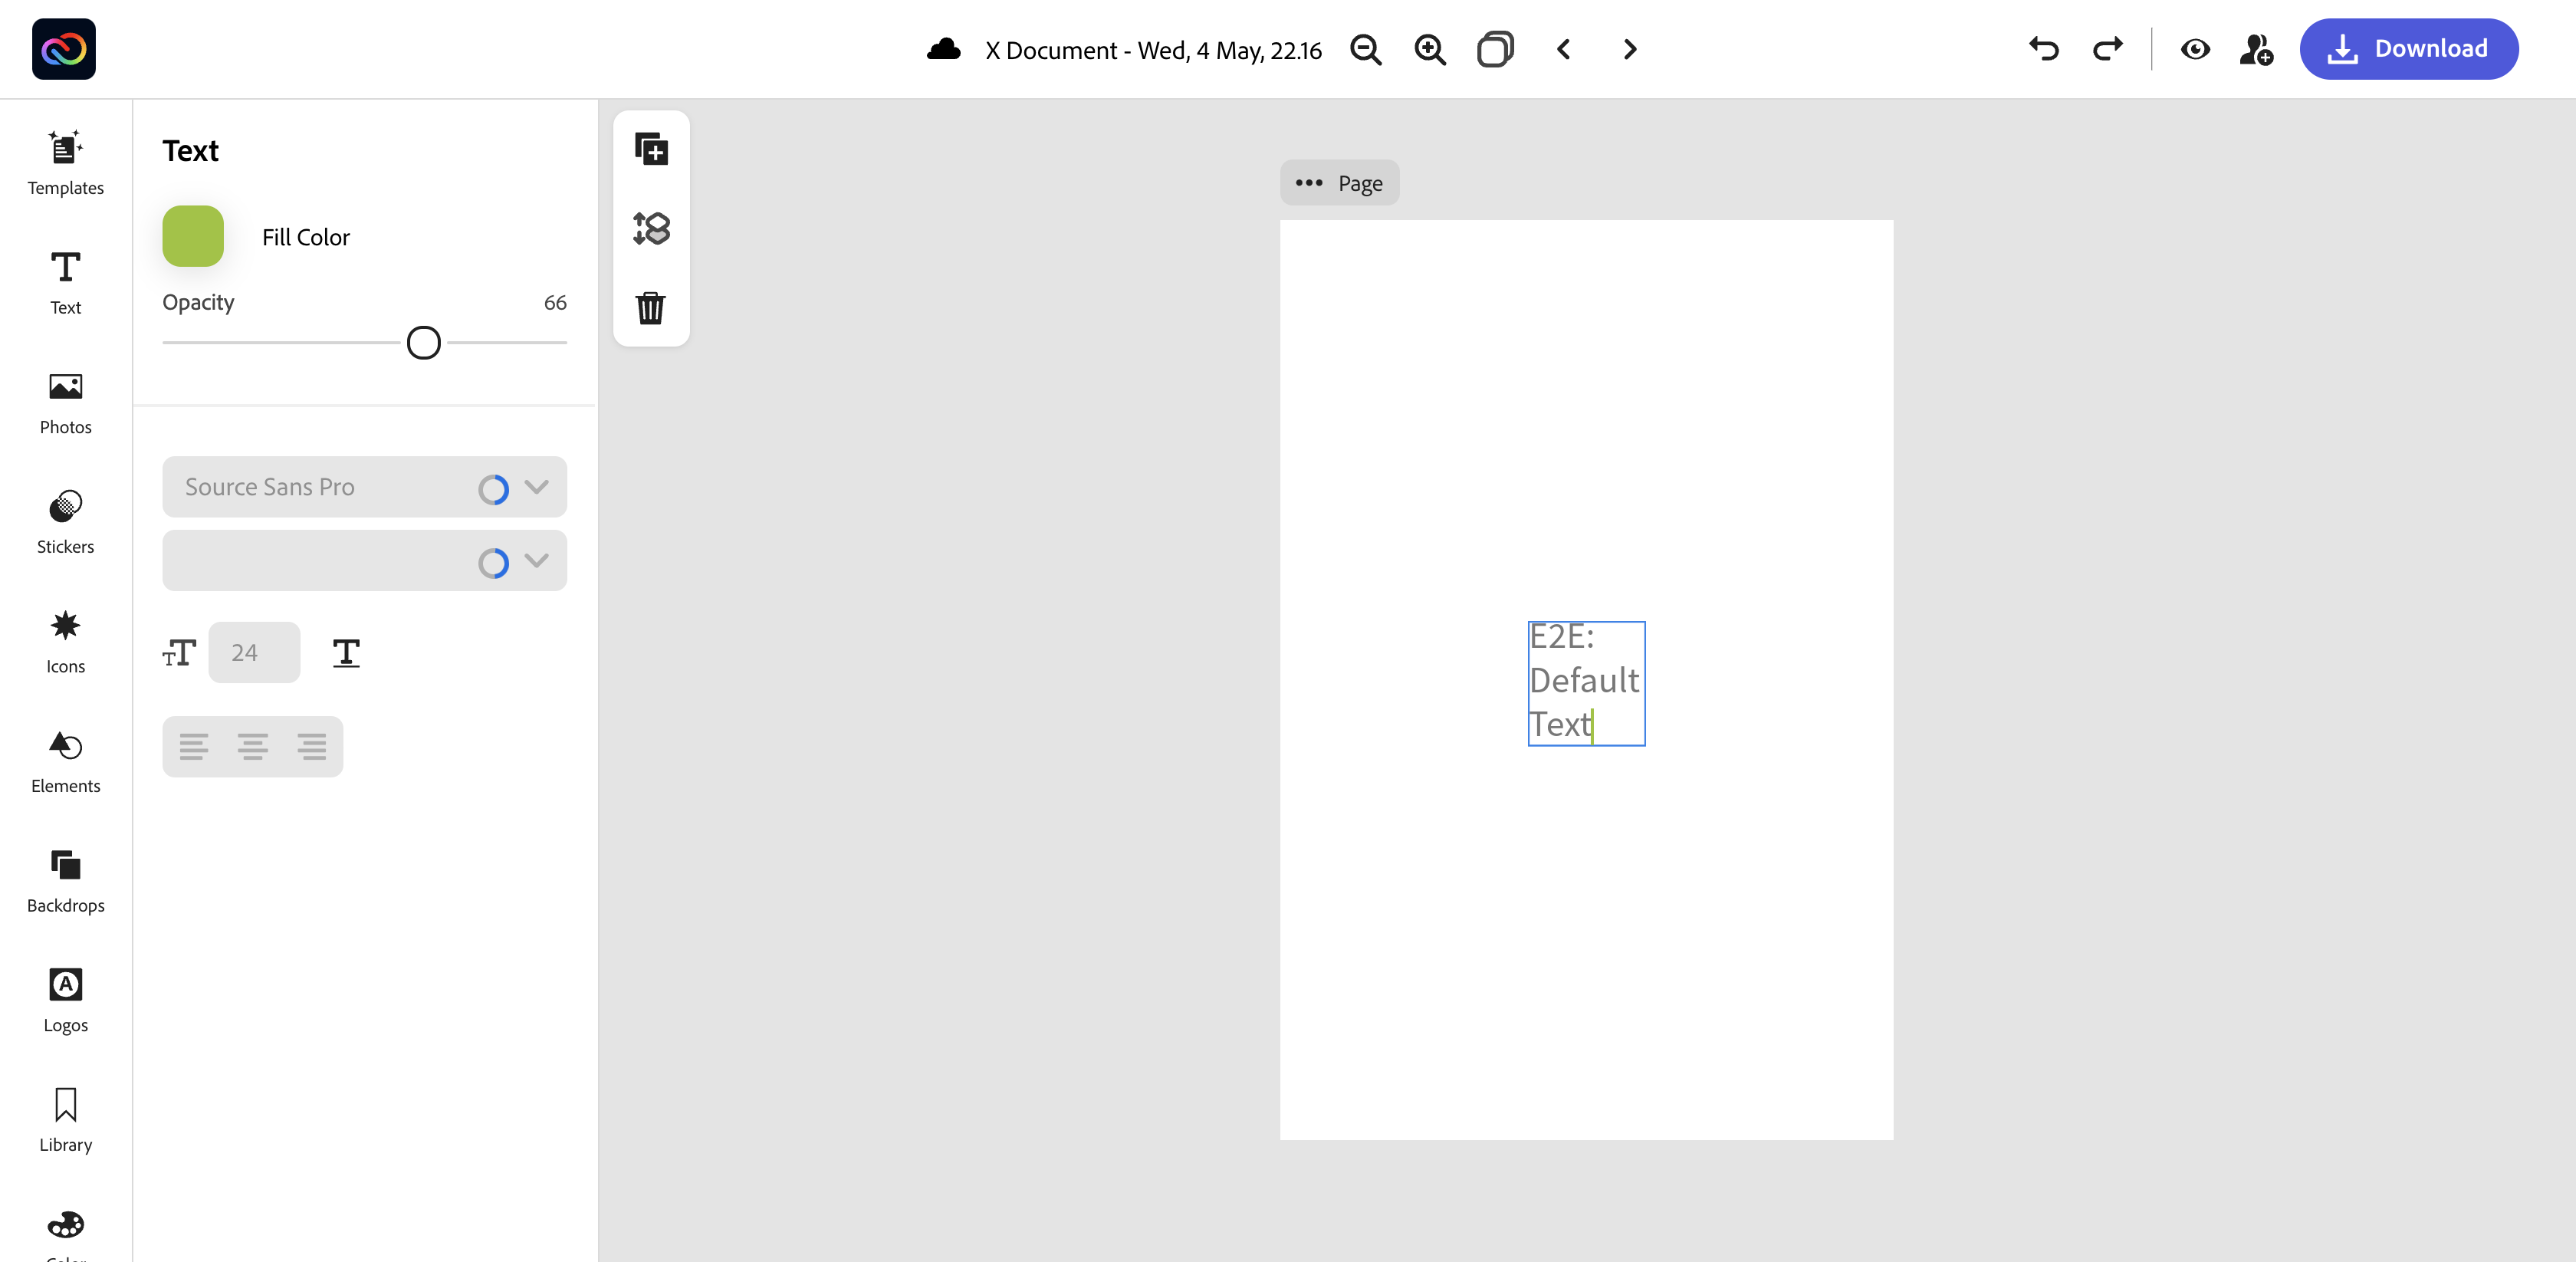 X Document - Wed, 4 May, 22.16
Download
Templates
Text
Photos
Stickers
Icons
Elements
Backdrops
Logos
Library
Text
Fill Color
Opacity 66
Source Sans Pro
24
Page
E2E:
Default
Text